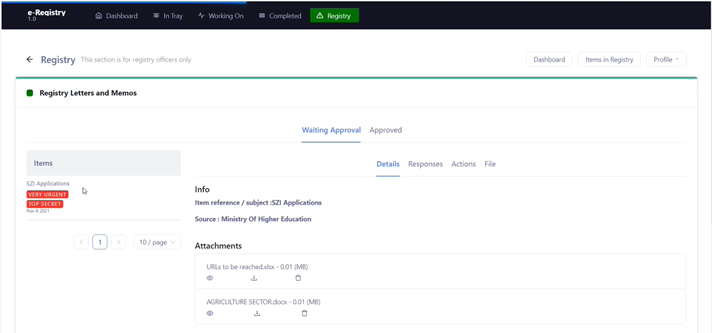 e-Registry
1.0
Dashboard In Tray Working On Completed Registry
Registry This section is for registry officers only
Dashboard Items in Registry Profile
Registry Letters and Memos
Waiting Approval Approved
Items
Details Responses Actions File
SZI Applications
VERY URGENT
TOP SECRET
Nov 4, 2021
1 10 / page
Info
Item reference / subject :SZI Applications
Source : Ministry Of Higher Education
Attachments
URLs to be reached.xlsx - 0.01 (MB)
AGRICULTURE SECTOR.docx - 0.01 (MB)